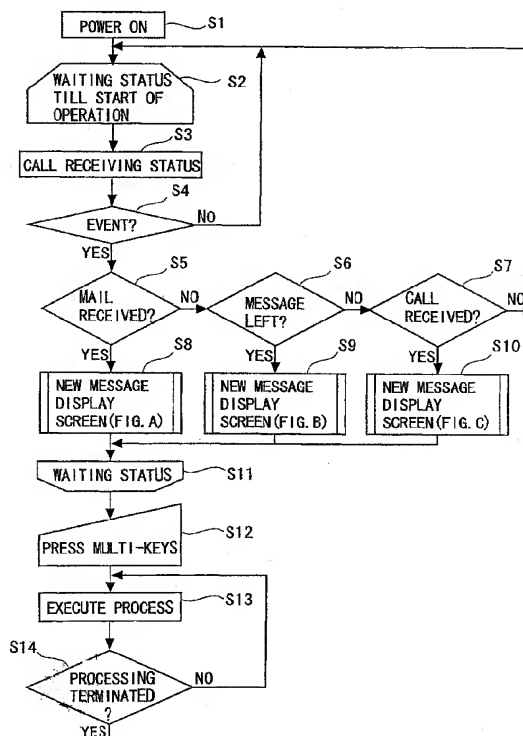 POWER ON
S1
WAITING STATUS
TILL START OF
OPERATION
S2
S3
CALL RECEIVING STATUS
S4
EVENT?
NO
YES
S5
MAIL
RECEIVED?
NO
S6
MESSAGE
LEFT?
NO
S7
CALL
RECEIVED?
NO
YES
S8
YES
S9
YES
S10
NEW MESSAGE
DISPLAY
SCREEN(FIG. A)
NEW MESSAGE
DISPLAY
SCREEN(FIG. B)
NEW MESSAGE
DISPLAY
SCREEN(FIG. C)
WAITING STATUS
S11
S12
PRESS MULTI-KEYS
EXECUTE PROCESS
S13
S14
PROCESSING
TERMINATED
?
NO
YES